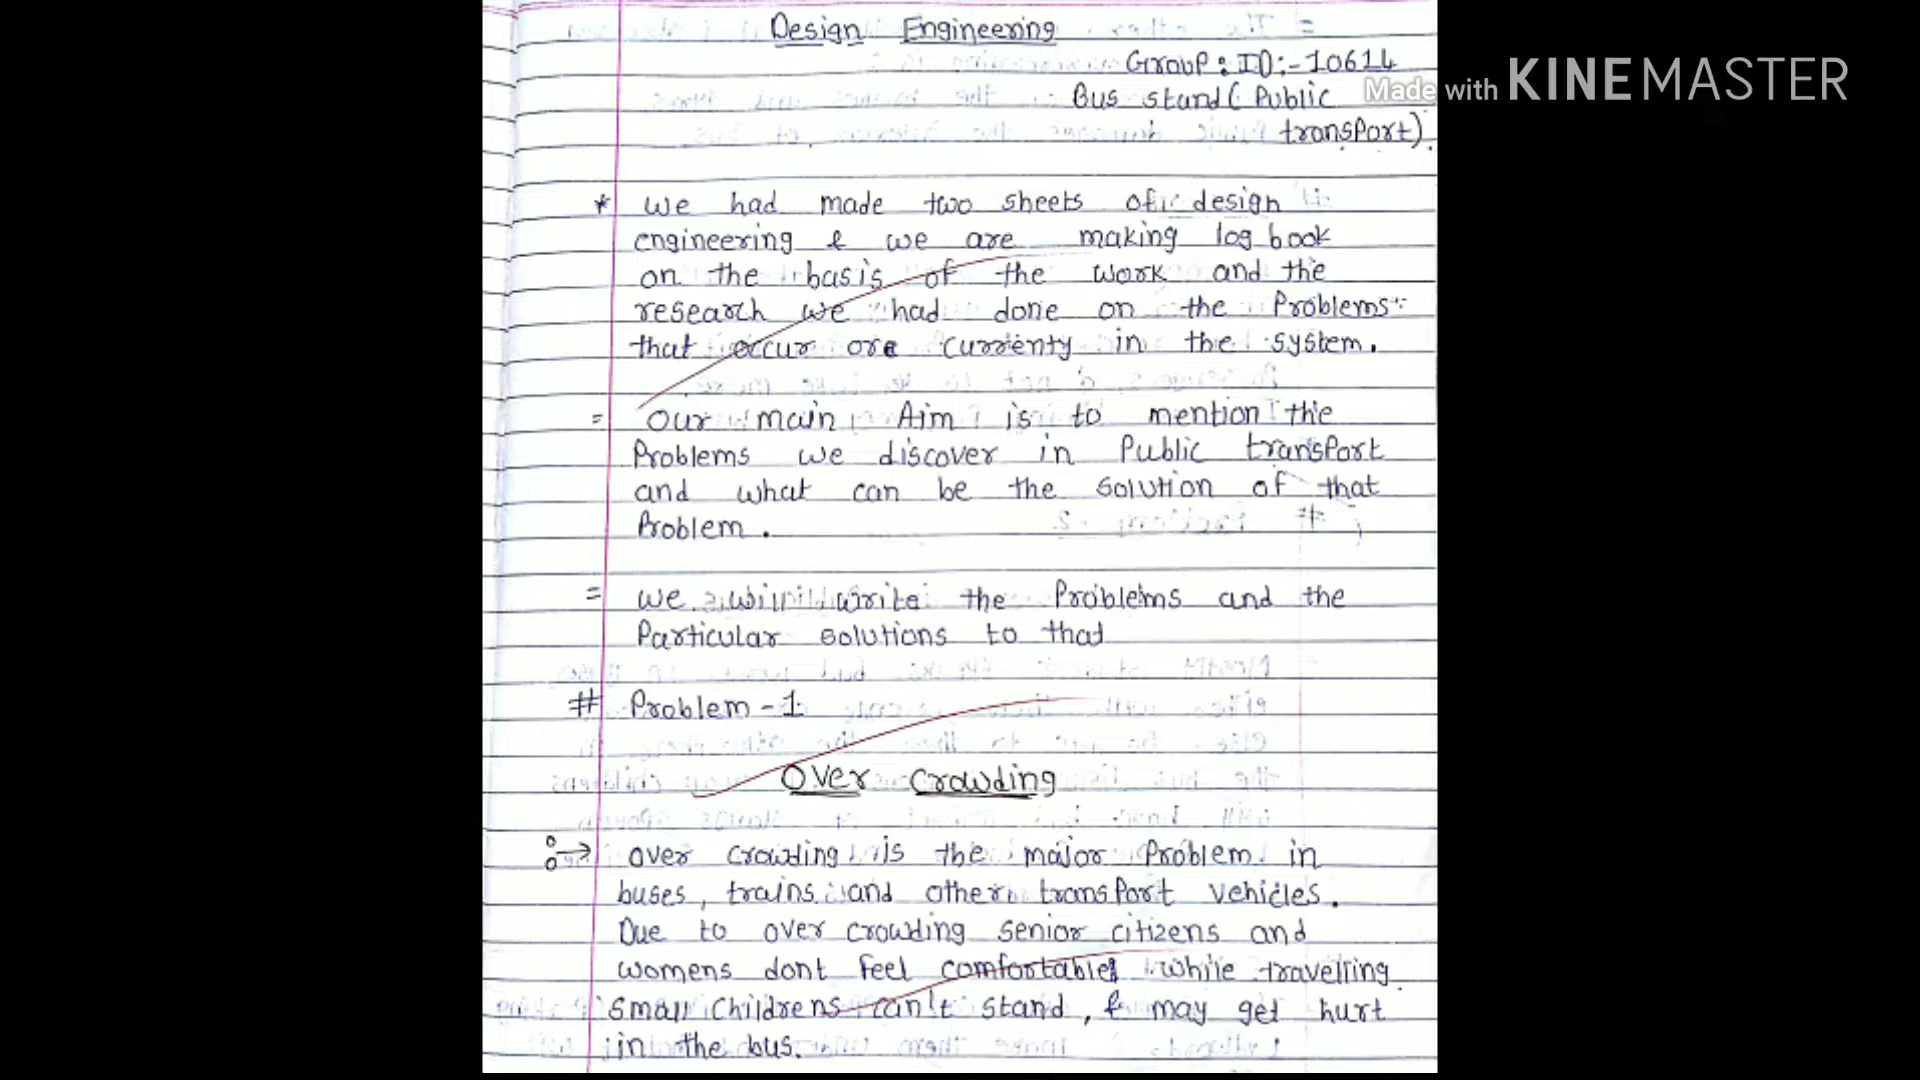 Design Engineering
Group: ID:-10614
Made with KINEMASTER
Bus stand (Public
transport).
* we had made two sheets of design
engineering & we are making log book
on the basis of the work and the
research we had done on the Problems
that occur ore currenty in the system.
= Our main Aim is to mention the
Problems we discover in Public transport
and what can be the solution of that
Problem.
= we will write the Problems and the
Particular solutions to that
# Problem - 1
Over Crowding
over crowding is the major Problem in
buses, trains and other transport vehicles.
Due to over crowding senior citizens and
womens dont feel comfortable while travelling
small childrens can't stand, & may get hurt
in the bus.